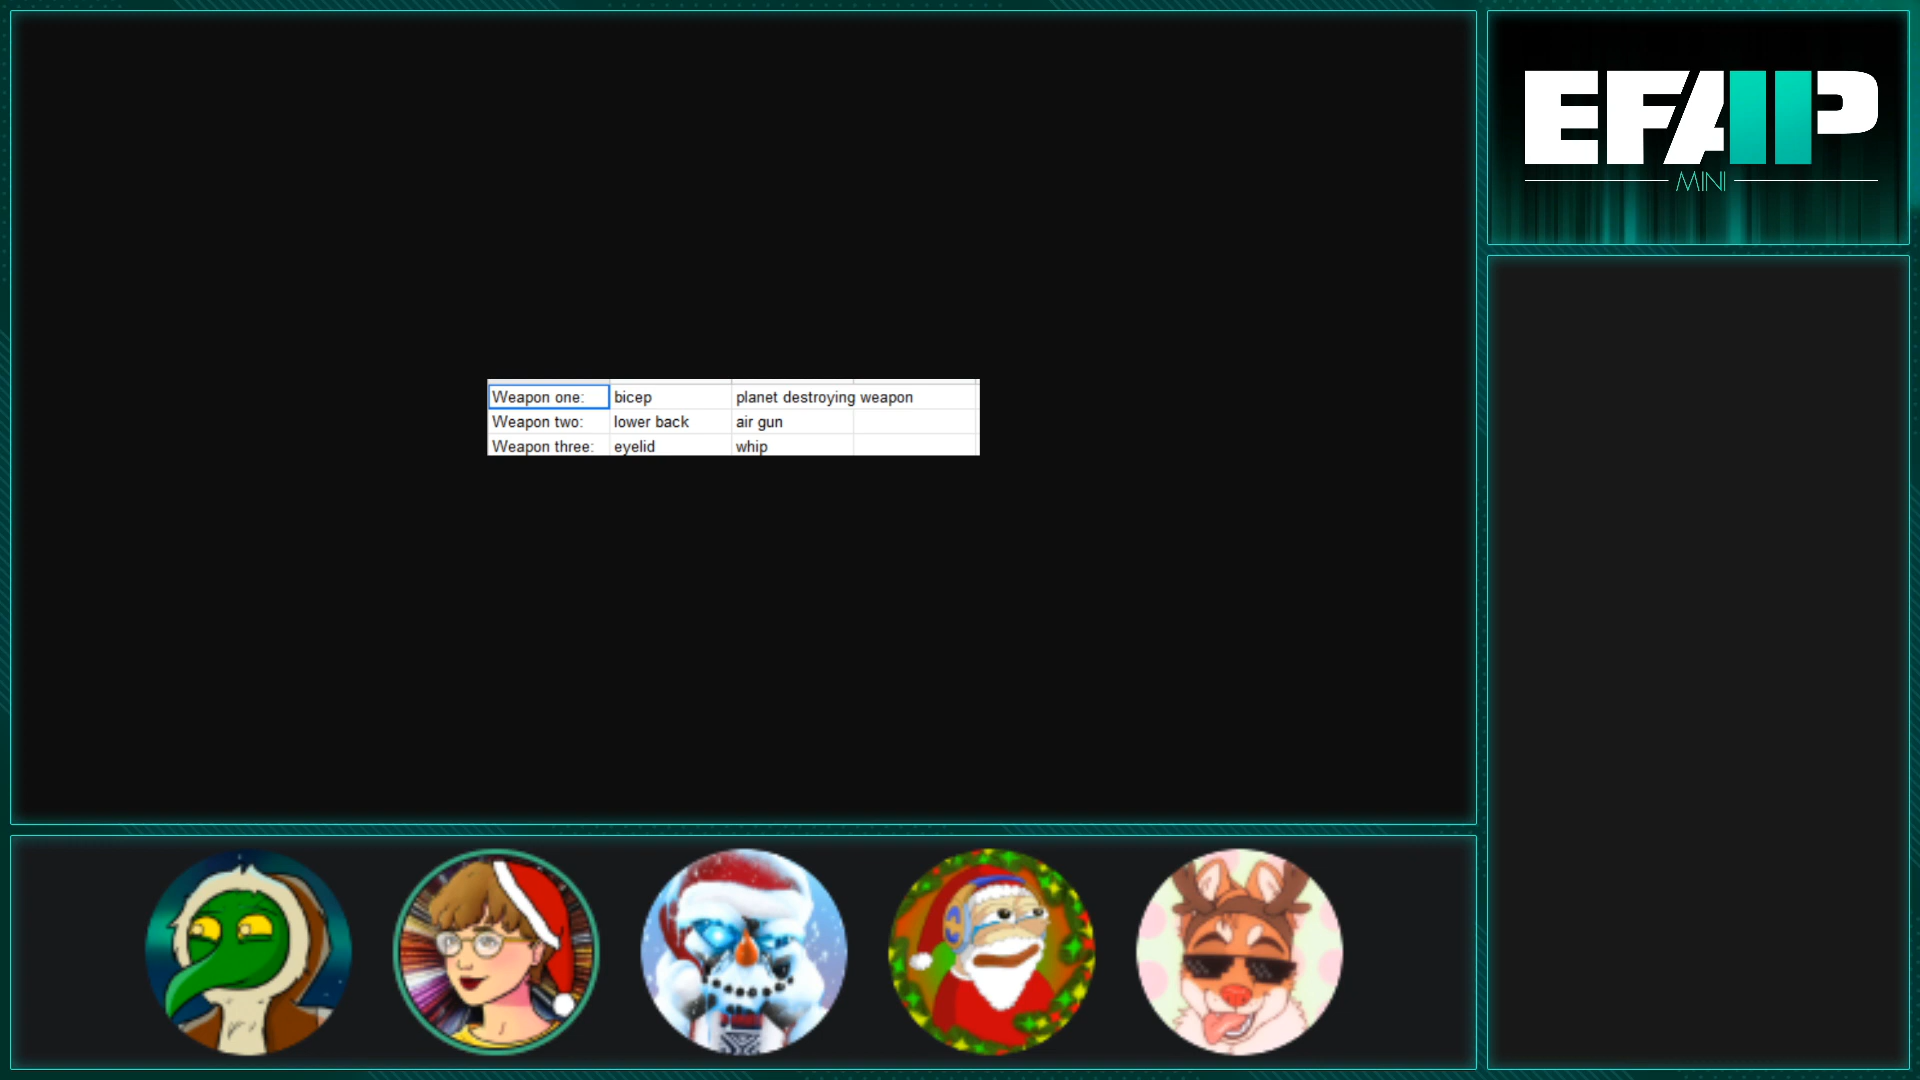 EFAP
MINI
Weapon one: bicep planet destroying weapon
Weapon two: lower back air gun
Weapon three: eyelid whip